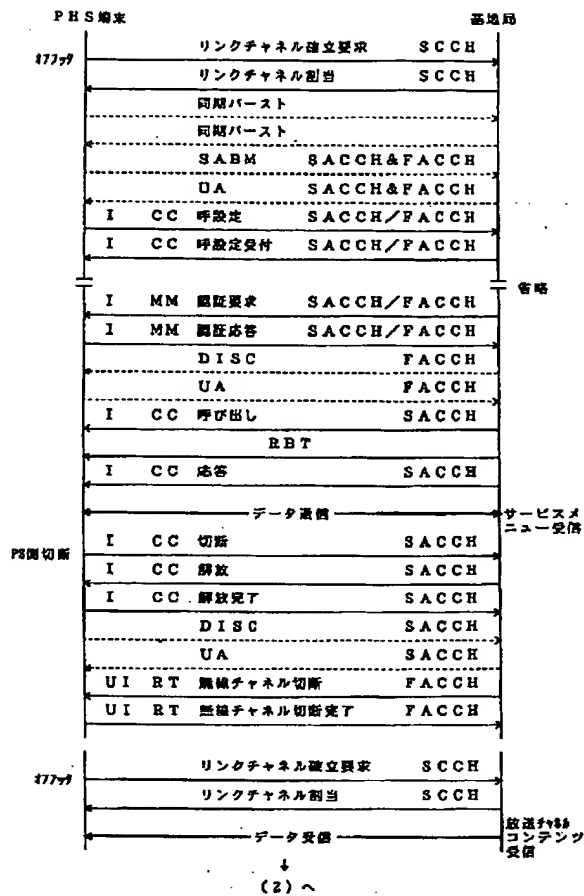 PHS端末 基地局
リンクチャネル確立要求 SCCH
オフフック
リンクチャネル割当 SCCH
同期バースト
同期バースト
SABM SACCH&FACCH
UA SACCH&FACCH
I CC 呼設定 SACCH/FACCH
I CC 呼設定受付 SACCH/FACCH
省略
I MM 認証要求 SACCH/FACCH
I MM 認証応答 SACCH/FACCH
DISC FACCH
UA FACCH
I CC 呼び出し SACCH
RBT
I CC 応答 SACCH
データ通信 サービスメ
ニュー受信
I CC 切断 SACCH
PS側切断
I CC 解放 SACCH
I CC 解放完了 SACCH
DISC SACCH
UA SACCH
UI RT 無線チャネル切断 FACCH
UI RT 無線チャネル切断完了 FACCH
リンクチャネル確立要求 SCCH
オフフック
リンクチャネル割当 SCCH
データ受信 放送チャネル
コンテンツ
受信
(2)へ